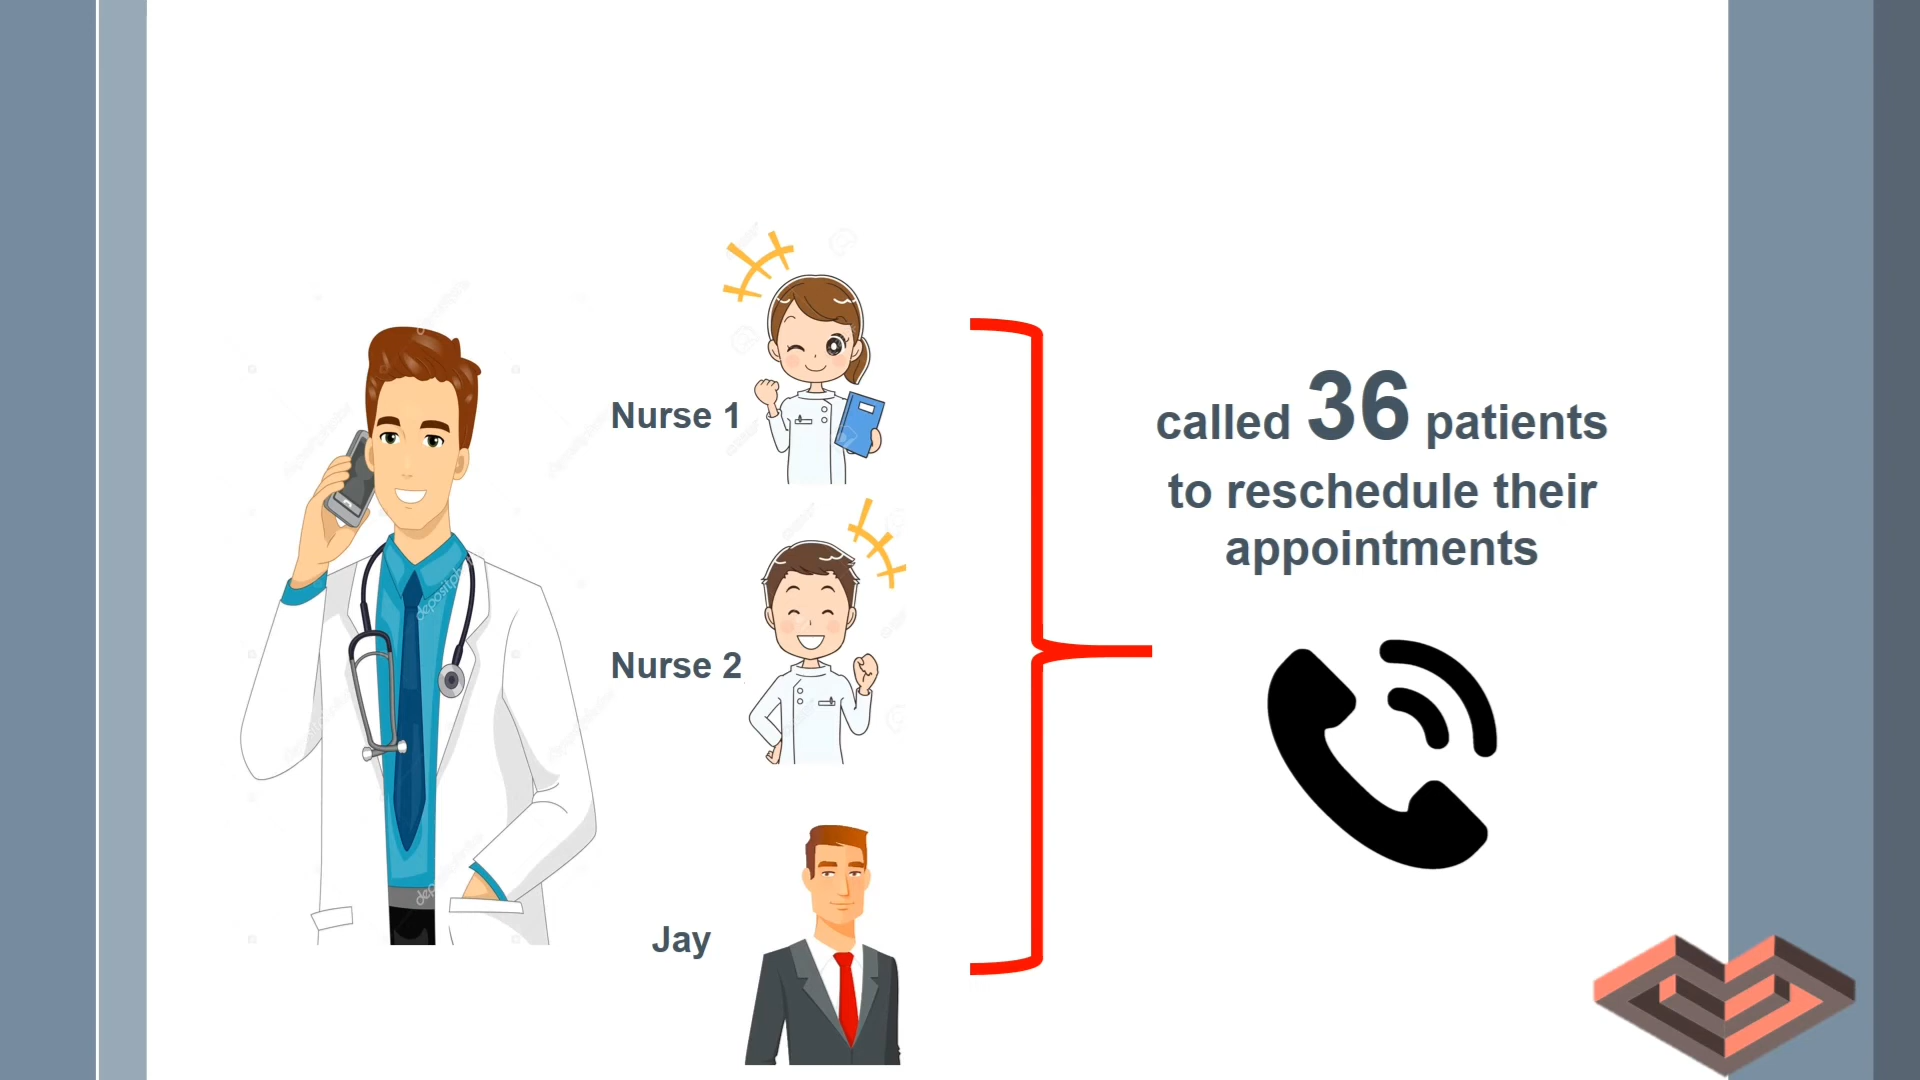 Nurse 1
Nurse 2
Jay
called 36 patients
to reschedule their
appointments